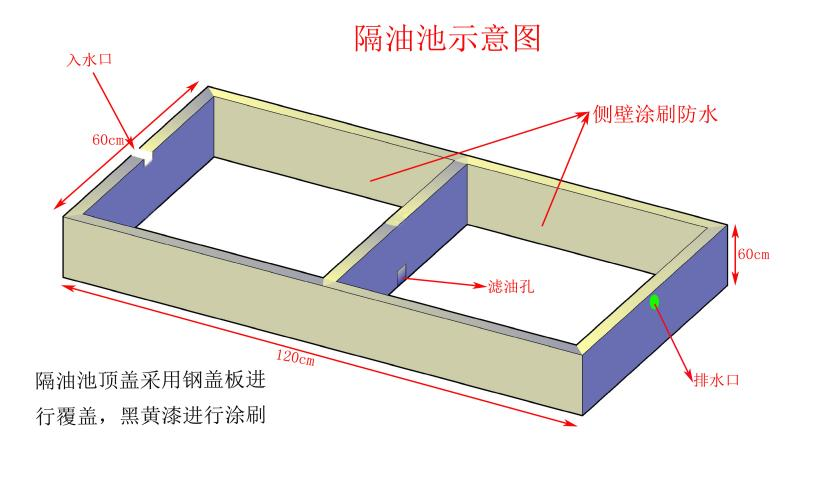 隔油池示意图
入水口
侧壁涂刷防水
60cm
60cm
滤油孔
120cm
排水口
隔油池顶盖采用钢盖板进
行覆盖，黑黄漆进行涂刷